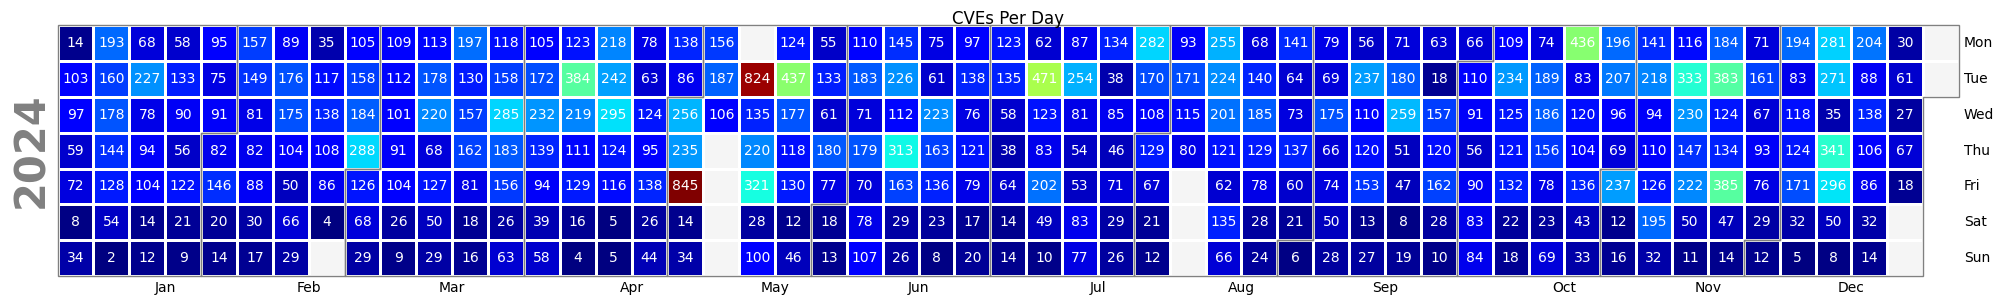 CVEs Per Day
14 193 68 58 95 157 89 35 105 109 113 197 118 105 123 218 78 138 156 124 55 110 145 75 97 123 62 87 134 282 93 255 68 141 79 56 71 63 66 109 74 436 196 141 116 184 71 194 281 204 30 Mon
103 160 227 133 75 149 176 117 158 112 178 130 158 172 384 242 63 86 187 824 437 133 183 226 61 138 135 471 254 38 170 171 224 140 64 69 237 180 18 110 234 189 83 207 218 333 383 161 83 271 88 61 Tue
97 178 78 90 91 81 175 138 184 101 220 157 285 232 219 295 124 256 106 135 177 61 71 112 223 76 58 123 81 85 108 115 201 185 73 175 110 259 157 91 125 186 120 96 94 230 124 67 118 35 138 27 Wed
59 144 94 56 82 82 104 108 288 91 68 162 183 139 111 124 95 235 220 118 180 179 313 163 121 38 83 54 46 129 80 121 129 137 66 120 51 120 56 121 156 104 69 110 147 134 93 124 341 106 67 Thu
72 128 104 122 146 88 50 86 126 104 127 81 156 94 129 116 138 845 321 130 77 70 163 136 79 64 202 53 71 67 62 78 60 74 153 47 162 90 132 78 136 237 126 222 385 76 171 296 86 18 Fri
8 54 14 21 20 30 66 4 68 26 50 18 26 39 16 5 26 14 28 12 18 78 29 23 17 14 49 83 29 21 135 28 21 50 13 8 28 83 22 23 43 12 195 50 47 29 32 50 32 Sat
34 2 12 9 14 17 29 29 9 29 16 63 58 4 5 44 34 100 46 13 107 26 8 20 14 10 77 26 12 66 24 6 28 27 19 10 84 18 69 33 16 32 11 14 12 5 8 14 Sun
2024
Jan Feb Mar Apr May Jun Jul Aug Sep Oct Nov Dec